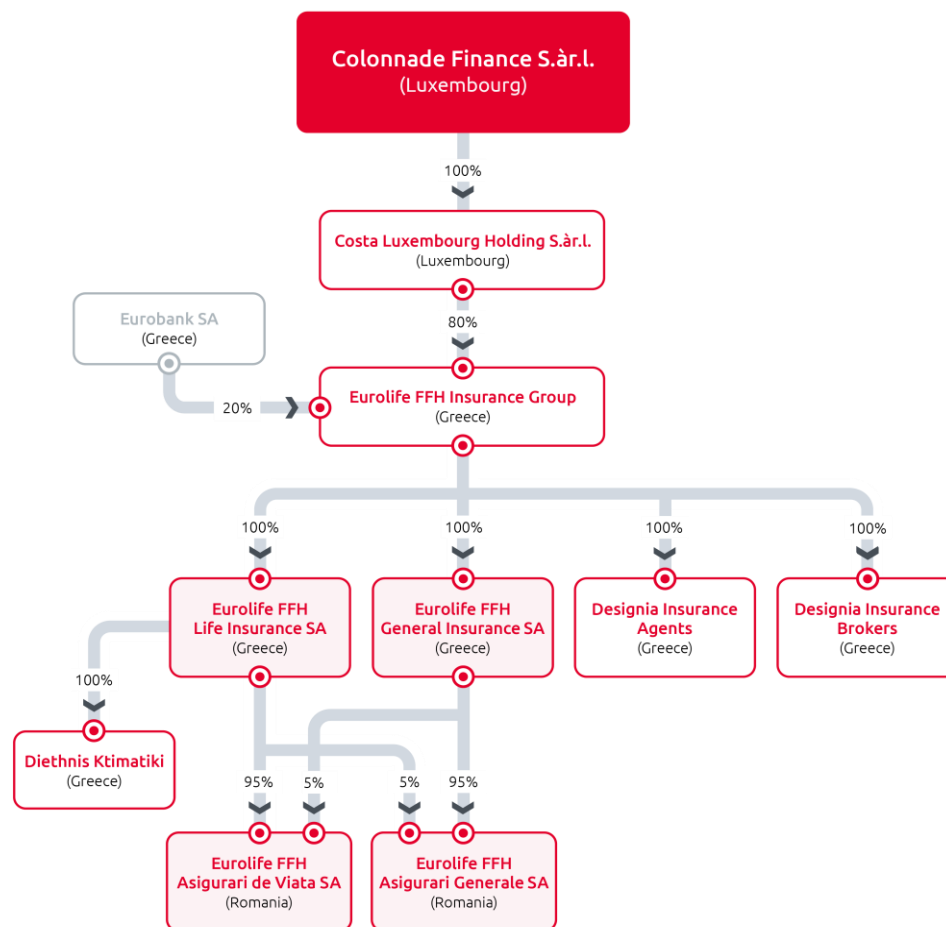 Colonnade Finance S.àr.l.
(Luxembourg)
100%
Costa Luxembourg Holding S.àr.l.
(Luxembourg)
Eurobank SA
(Greece)
80%
20%
Eurolife FFH Insurance Group
(Greece)
100%
100%
100%
100%
Eurolife FFH
Life Insurance SA
(Greece)
Eurolife FFH
General Insurance SA
(Greece)
Designia Insurance
Agents
(Greece)
Designia Insurance
Brokers
(Greece)
100%
Diethnis Ktimatiki
(Greece)
95%
5%
5%
95%
Eurolife FFH
Asigurari de Viata SA
(Romania)
Eurolife FFH
Asigurari Generale SA
(Romania)